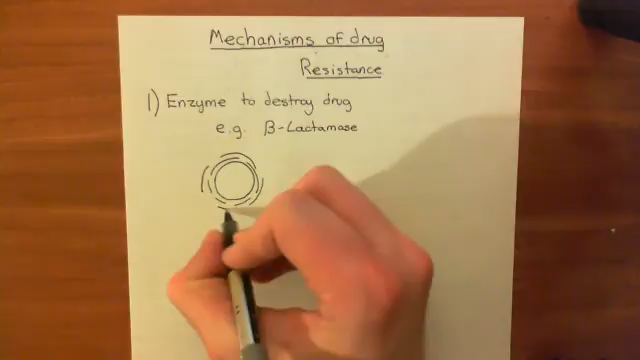 Mechanisms of drug
Resistance
1) Enzyme to destroy drug
e.g. β-Lactamase